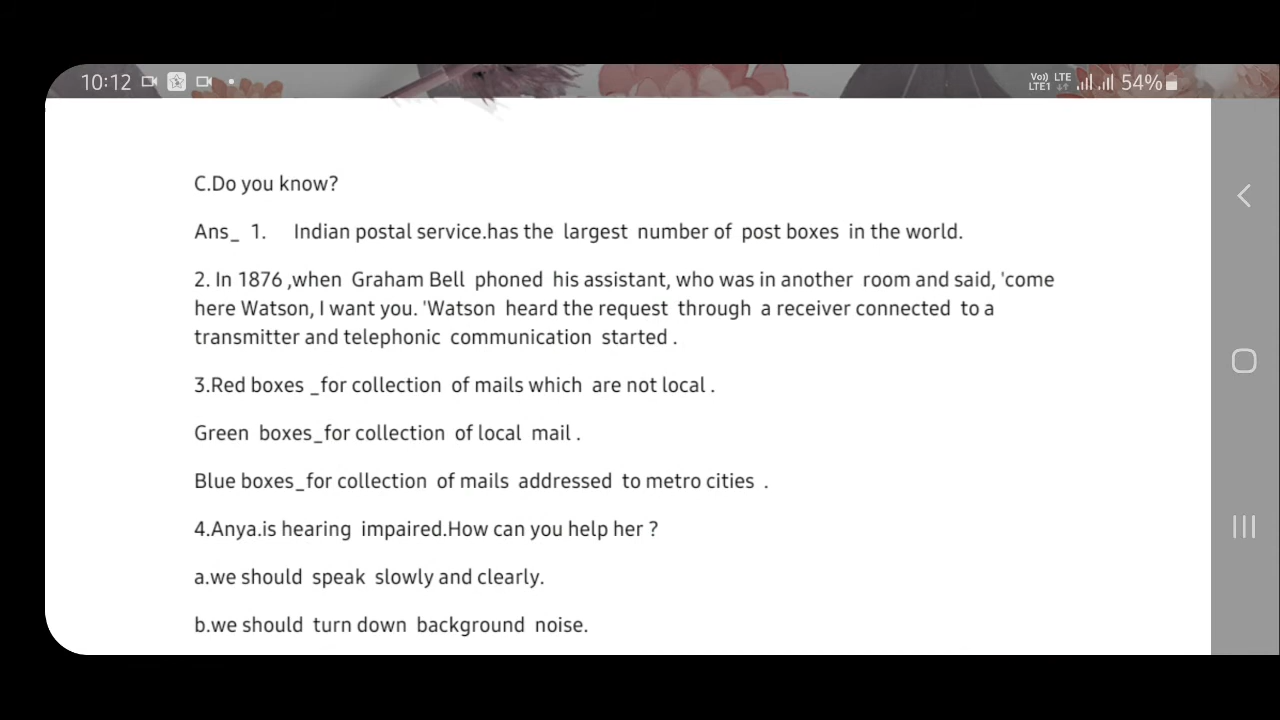 10:12
Vo)) LTE
LTE1
54%
C.Do you know?
Ans_ 1. Indian postal service.has the largest number of post boxes in the world.
2. In 1876 ,when Graham Bell phoned his assistant, who was in another room and said, 'come
here Watson, I want you. 'Watson heard the request through a receiver connected to a
transmitter and telephonic communication started .
3.Red boxes _for collection of mails which are not local .
Green boxes_for collection of local mail .
Blue boxes_for collection of mails addressed to metro cities .
4.Anya.is hearing impaired.How can you help her ?
a.we should speak slowly and clearly.
b.we should turn down background noise.